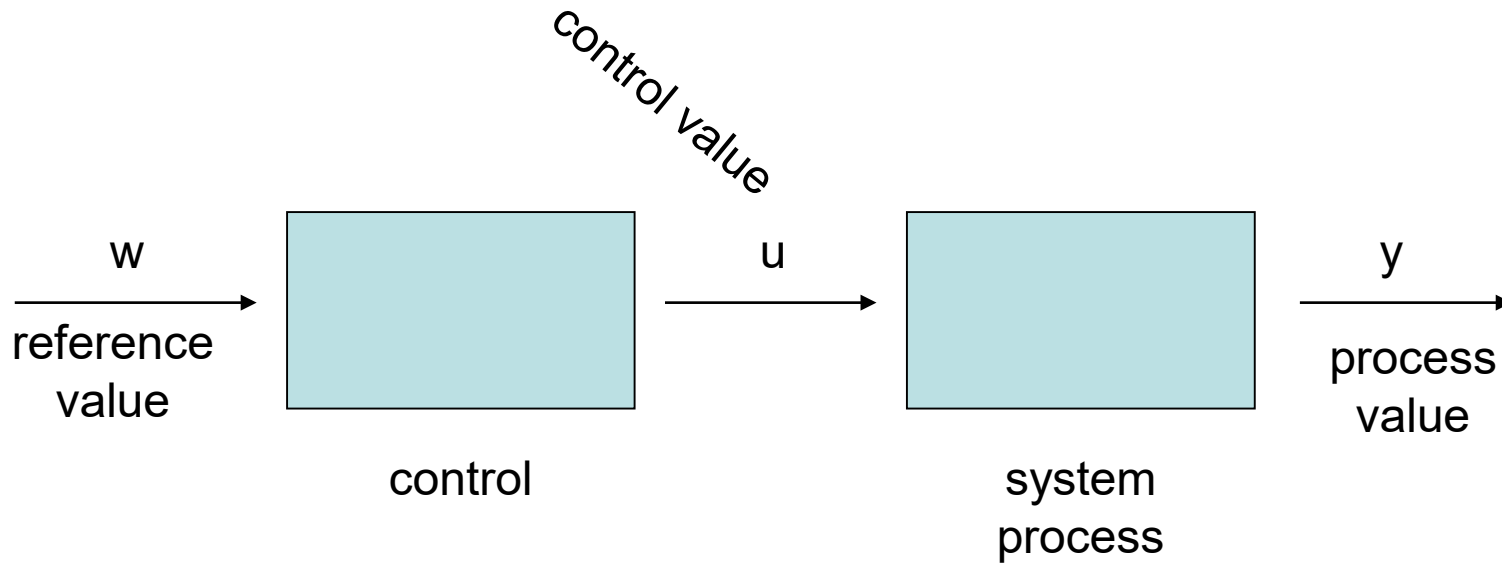 control value
w
reference
value
control
u
system
process
y
process
value